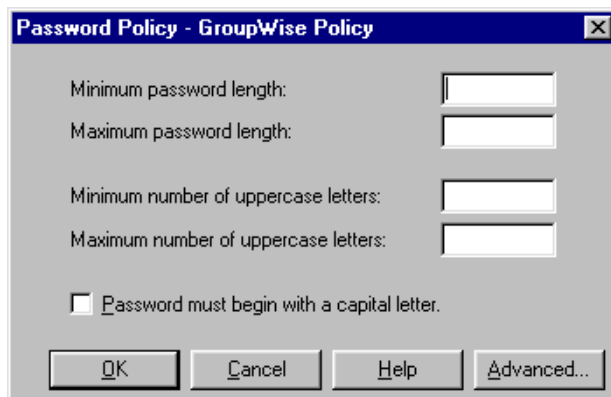 Password Policy - GroupWise Policy
Minimum password length:
Maximum password length:
Minimum number of uppercase letters:
Maximum number of uppercase letters:
Password must begin with a capital letter.
OK Cancel Help Advanced...